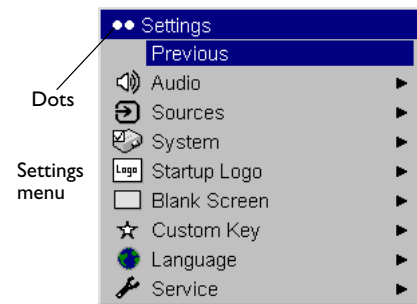 Settings
Previous
Dots
Audio
Sources
System
Settings
menu
Logo
Startup Logo
Blank Screen
Custom Key
Language
Service